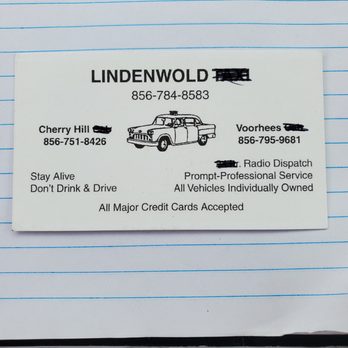 LINDENWOLD
856-784-8583
Cherry Hill
856-751-8426
Voorhees
856-795-9681
r. Radio Dispatch
Stay Alive
Prompt-Professional Service
Don't Drink & Drive
All Vehicles Individually Owned
All Major Credit Cards Accepted